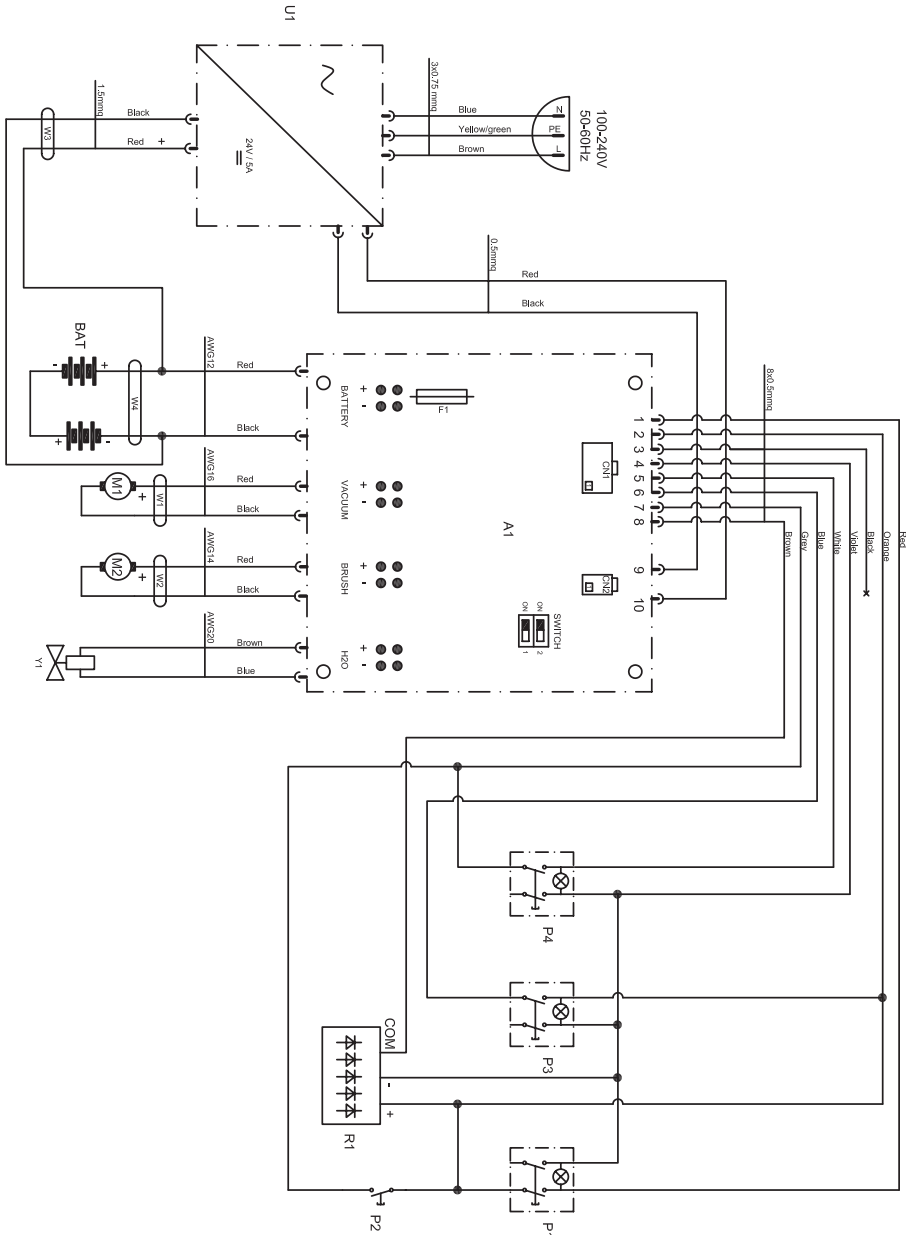 U1
100-240V
50-60Hz
N
PE
L
Blue
Yellow/green
Brown
3x0.75 mmq
24V / 5A
1.5mmq
W3
Black
Red +
0.5mmq
Red
Black
BAT
- +
+ -
W4
AWG12
Red
Black
AWG16
M1
+
W1
Red
Black
AWG14
M2
+
W2
Red
Black
AWG20
Y1
Brown
Blue
BATTERY
+
-
F1
VACUUM
+
-
BRUSH
+
-
H2O
+
-
A1
CN1
CN2
SWITCH
ON ON
1 2
1
2
3
4
5
6
7
8
9
10
8x0.5mmq
Brown
Grey
Blue
White
Violet
Black
Orange
Red
P4
P3
COM
-
+
R1
P2